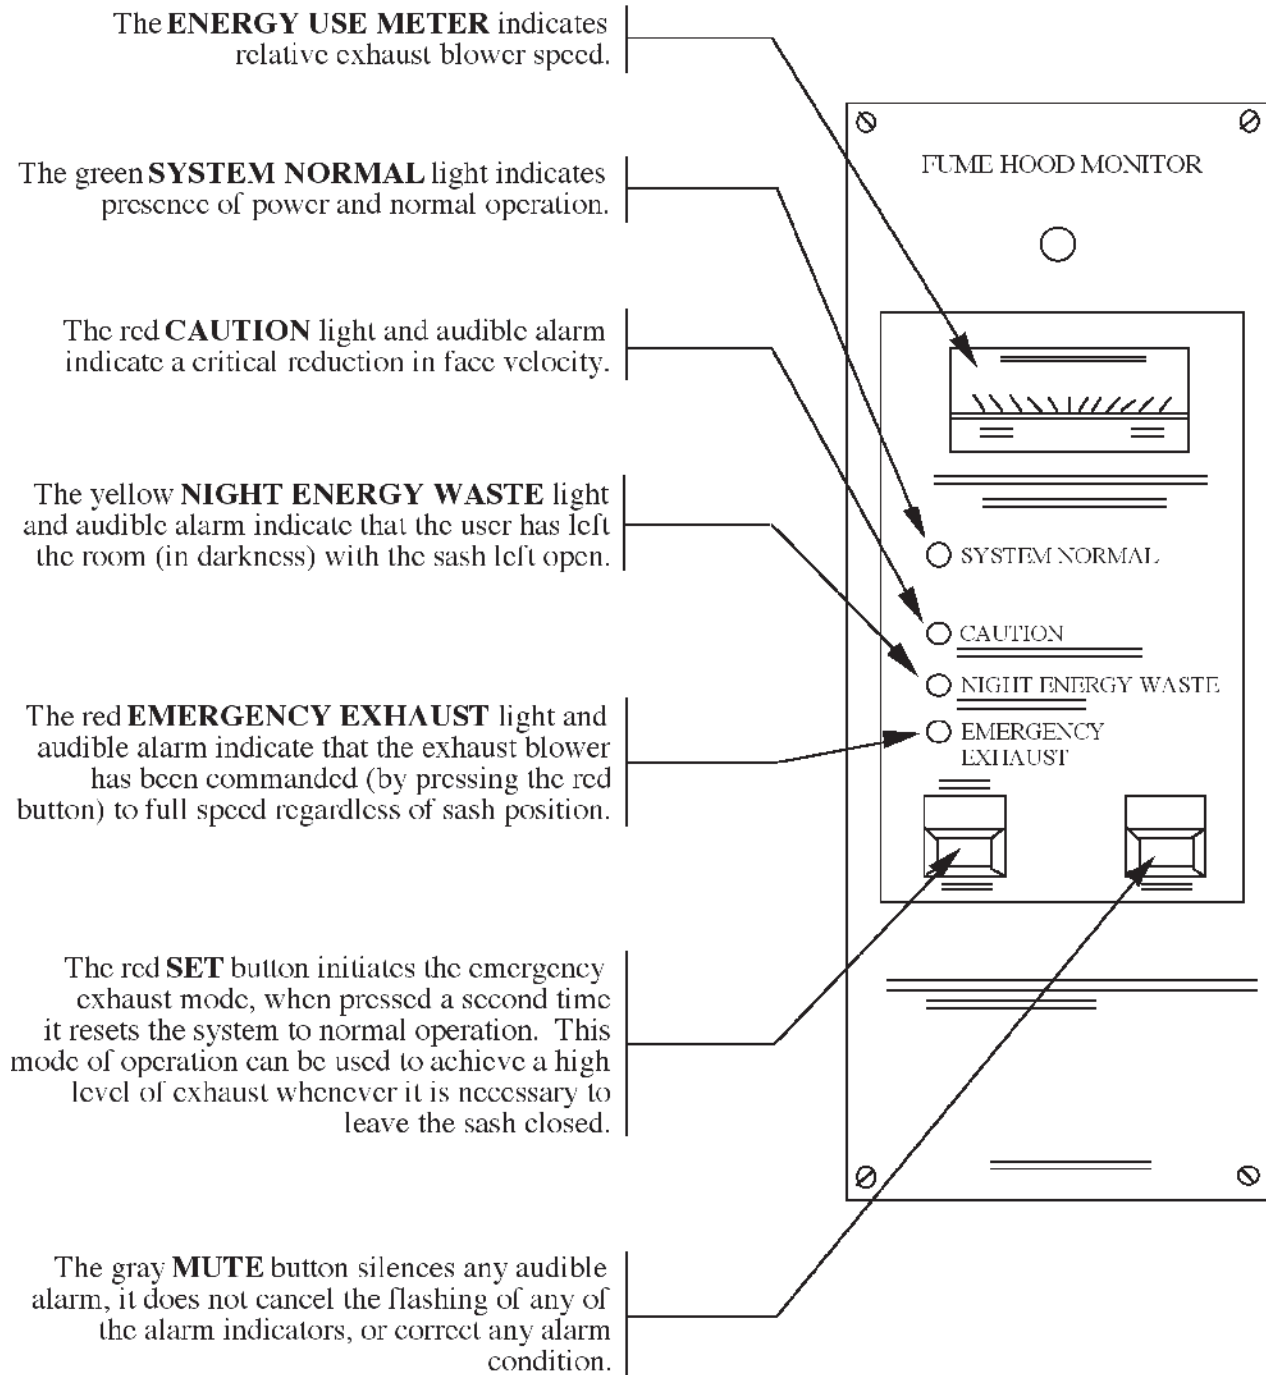 The ENERGY USE METER indicates
relative exhaust blower speed.
The green SYSTEM NORMAL light indicates
presence of power and normal operation.
The red CAUTION light and audible alarm
indicate a critical reduction in face velocity.
The yellow NIGHT ENERGY WASTE light
and audible alarm indicate that the user has left
the room (in darkness) with the sash left open.
The red EMERGENCY EXHAUST light and
audible alarm indicate that the exhaust blower
has been commanded (by pressing the red
button) to full speed regardless of sash position.
The red SET button initiates the emergency
exhaust mode, when pressed a second time
it resets the system to normal operation. This
mode of operation can be used to achieve a high
level of exhaust whenever it is necessary to
leave the sash closed.
The gray MUTE button silences any audible
alarm, it does not cancel the flashing of any of
the alarm indicators, or correct any alarm
condition.
FUME HOOD MONITOR
SYSTEM NORMAL
CAUTION
NIGHT ENERGY WASTE
EMERGENCY
EXHAUST